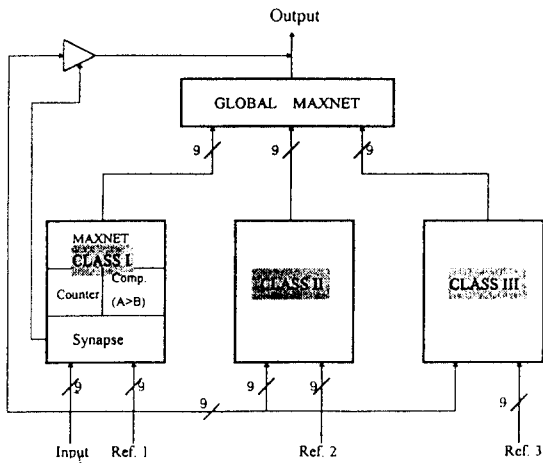 Output
GLOBAL MAXNET
9 9 9
MAXNET
CLASS I
Counter
Comp.
(A>B)
Synapse
CLASS II
CLASS III
9 9 9 9 9 9
Input Ref. 1 Ref. 2 Ref. 3